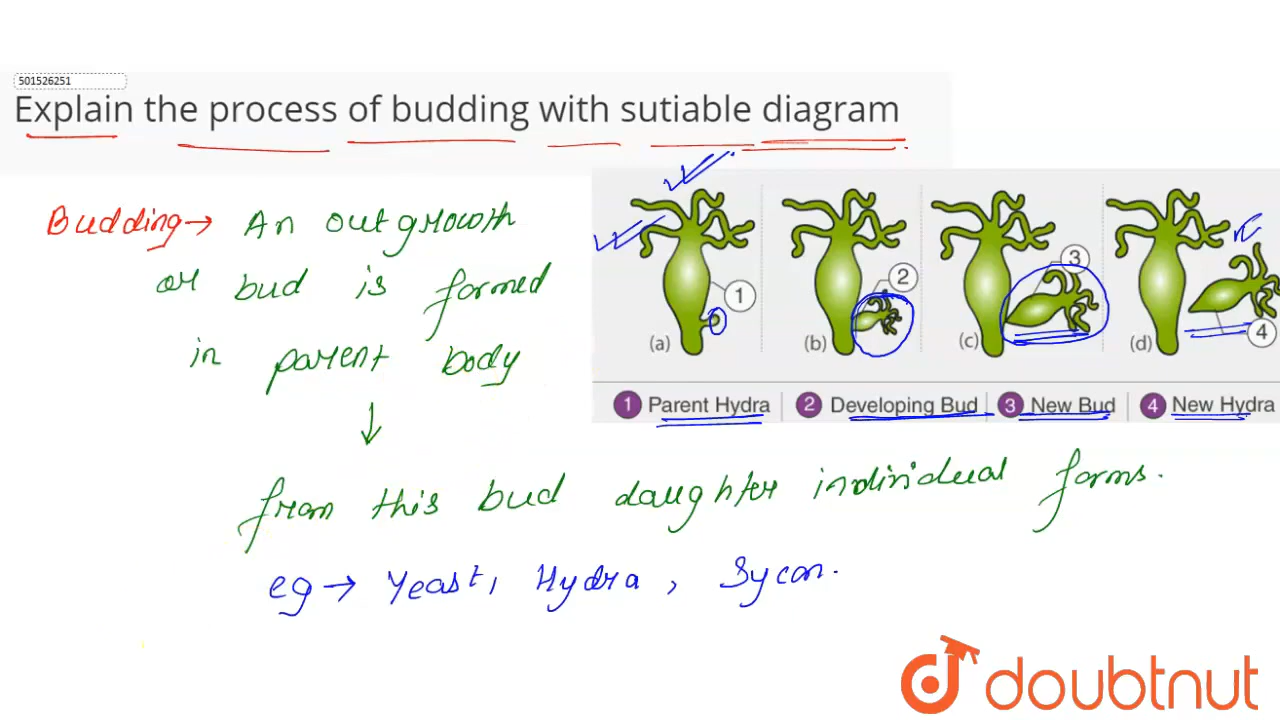 501526251
Explain the process of budding with sutiable diagram
Budding → An outgrowth
or bud is formed
in parent body
↓
from this bud daughter individual forms.
eg → Yeast, Hydra, Sycon.
1
2
3
4
(a)
(b)
(c)
(d)
1 Parent Hydra 2 Developing Bud 3 New Bud 4 New Hydra
doubtnut